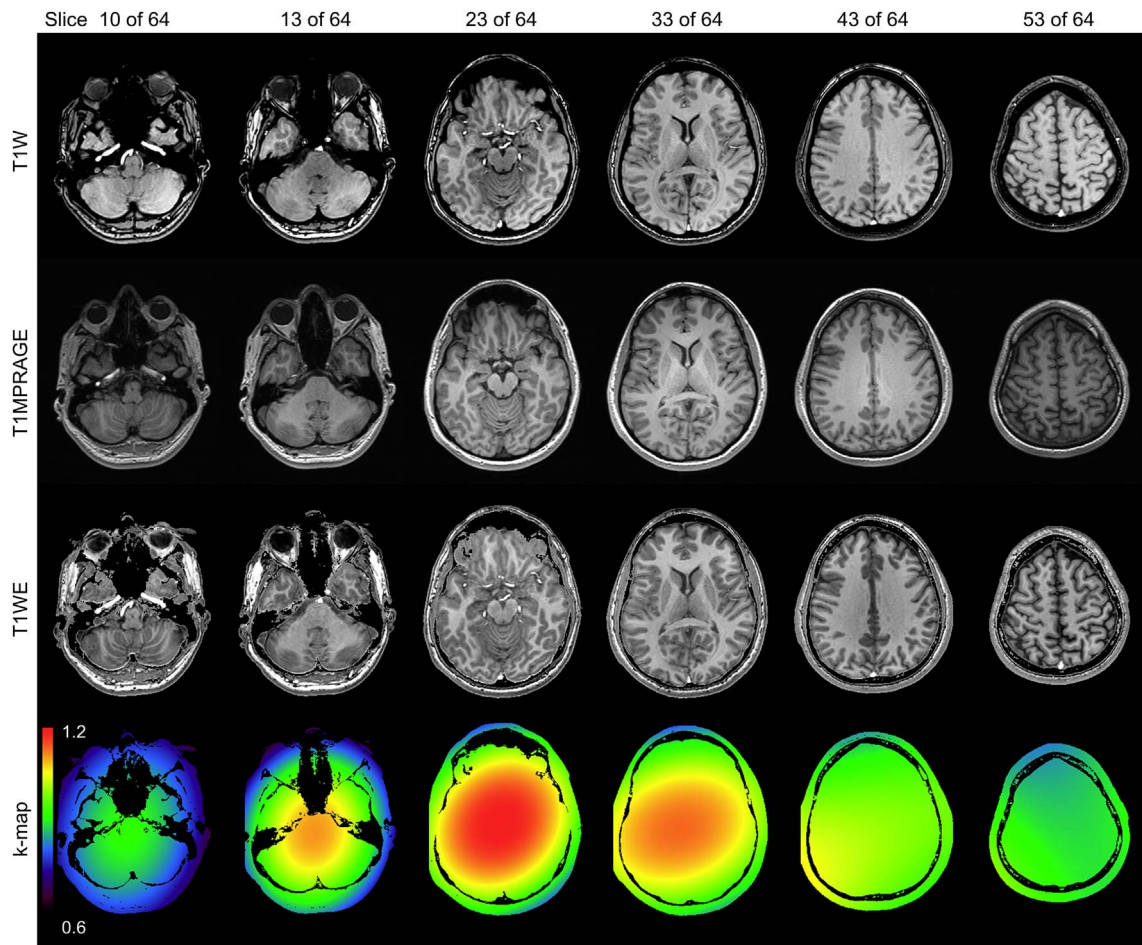 Slice 10 of 64 13 of 64 23 of 64 33 of 64 43 of 64 53 of 64
T1W
T1MPRAGE
T1WE
k-map
1.2
0.6